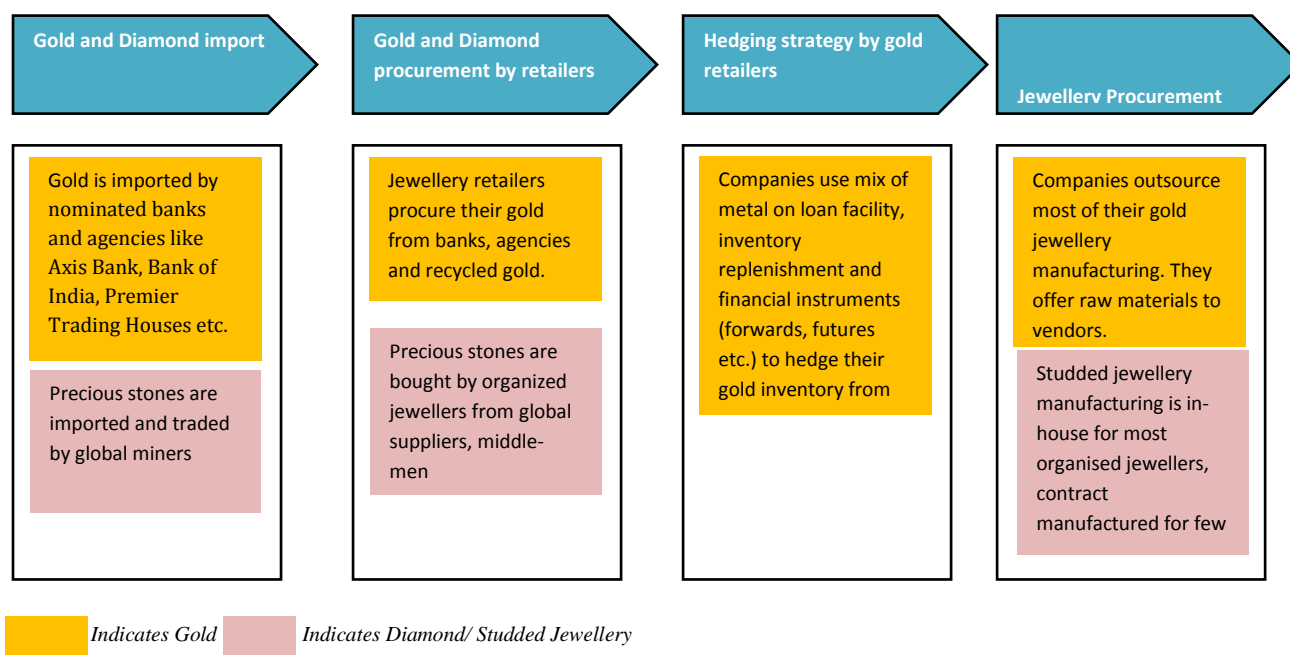 Gold and Diamond import
Gold and Diamond
procurement by retailers
Hedging strategy by gold
retailers
Jewellery Procurement
Gold is imported by
nominated banks
and agencies like
Axis Bank, Bank of
India, Premier
Trading Houses etc.
Precious stones are
imported and traded
by global miners
Jewellery retailers
procure their gold
from banks, agencies
and recycled gold.
Precious stones are
bought by organized
jewellers from global
suppliers, middle-
men
Companies use mix of
metal on loan facility,
inventory
replenishment and
financial instruments
(forwards, futures
etc.) to hedge their
gold inventory from
Companies outsource
most of their gold
jewellery
manufacturing. They
offer raw materials to
vendors.
Studded jewellery
manufacturing is in-
house for most
organised jewellers,
contract
manufactured for few
Indicates Gold
Indicates Diamond/ Studded Jewellery